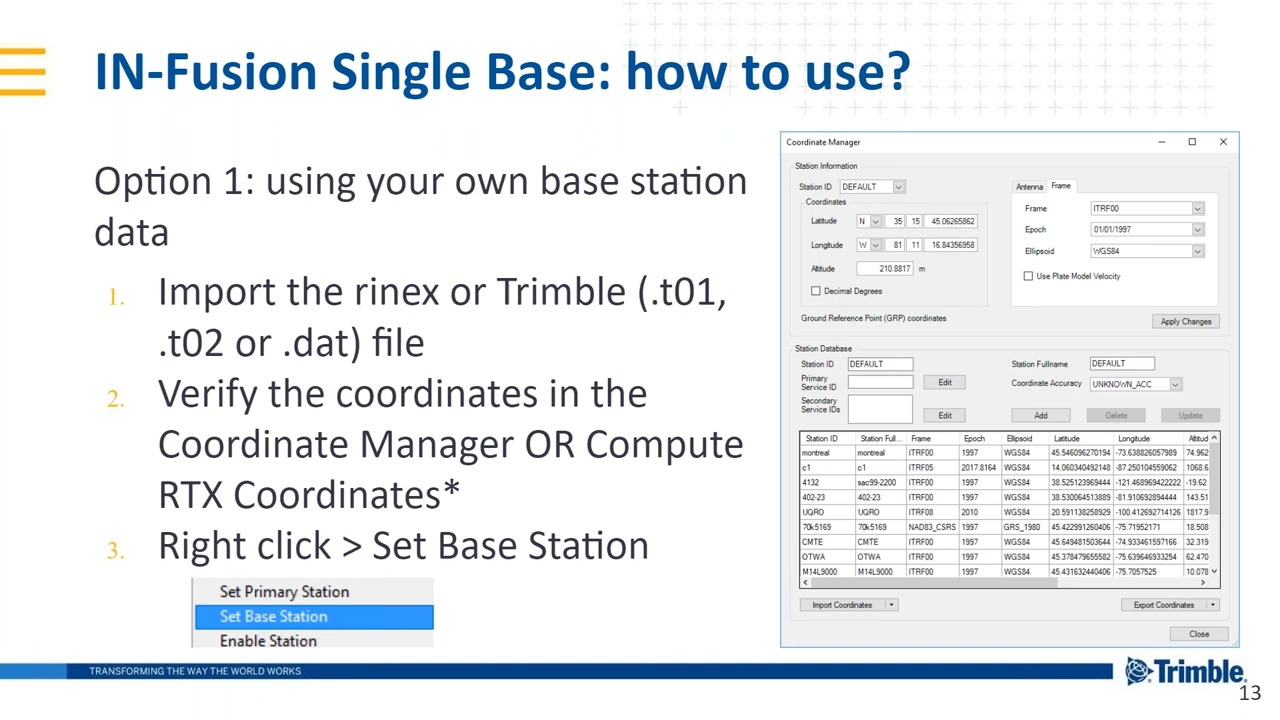 IN-Fusion Single Base: how to use?
Option 1: using your own base station
data
1. Import the rinex or Trimble (.t01,
.t02 or .dat) file
2. Verify the coordinates in the
Coordinate Manager OR Compute
RTX Coordinates*
3. Right click > Set Base Station
Set Primary Station
Set Base Station
Enable Station
Coordinate Manager
Station Information
Station ID DEFAULT
Coordinates
Latitude N 35 15 45.06265862
Longitude W 81 11 16.84356958
Altitude 210.8817 m
Decimal Degrees
Ground Reference Point (GRP) coordinates
Antenna Frame
Frame ITRF00
Epoch 01/01/1997
Ellipsoid WGS84
Use Plate Model Velocity
Apply Changes
Station Database
Station ID DEFAULT Station Fullname DEFAULT
Primary
Service ID Edit Coordinate Accuracy UNKNOWN_ACC
Secondary
Service IDs Edit Add Delete Update
Station ID Station Full... Frame Epoch Ellipsoid Latitude Longitude Altitud
montreal montreal ITRF00 1997 WGS84 45.546096270194 -73.638826057989 74.962
c1 c1 ITRF05 2017.8164 WGS84 14.060340492148 -87.250104559062 1068.6
4132 sac99-2200 ITRF00 1997 WGS84 38.525123969444 -121.468969422222 -19.62
402-23 402-23 ITRF00 1997 WGS84 38.530064513889 -81.910692894444 143.51
UQRO UQRO ITRF08 2010 WGS84 20.591138258929 -100.412692714126 1817.9
70k5169 70k5169 NAD83_CSRS 1997 GRS_1980 45.422991260406 -75.71952171 18.508
CMTE CMTE ITRF00 1997 WGS84 45.649481503644 -74.933461597166 32.319
OTWA OTWA ITRF00 1997 WGS84 45.378479655582 -75.639646933254 62.470
M14L9000 M14L9000 ITRF00 1997 WGS84 45.431632440406 -75.7057525 10.078
Import Coordinates Export Coordinates
Close
TRANSFORMING THE WAY THE WORLD WORKS
Trimble.
13